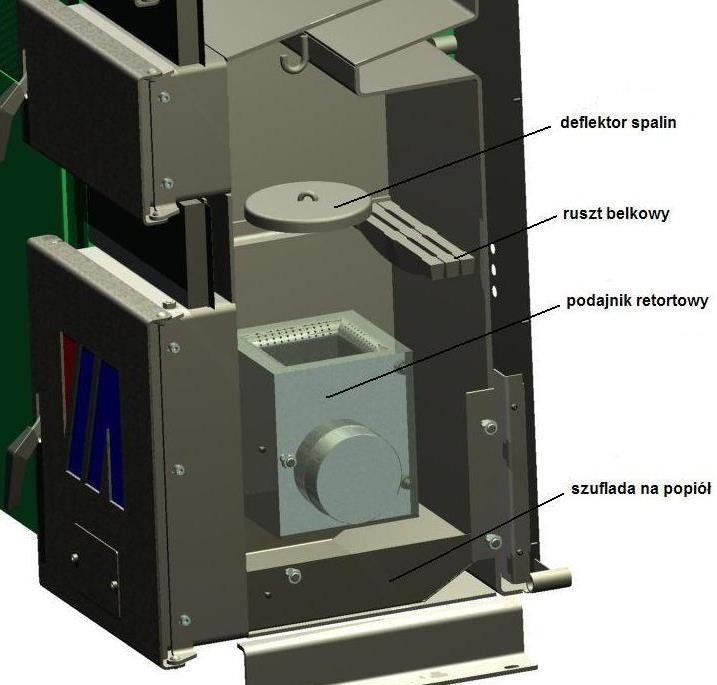 deflektor spalin
ruszt belkowy
podajnik retortowy
szuflada na popiół